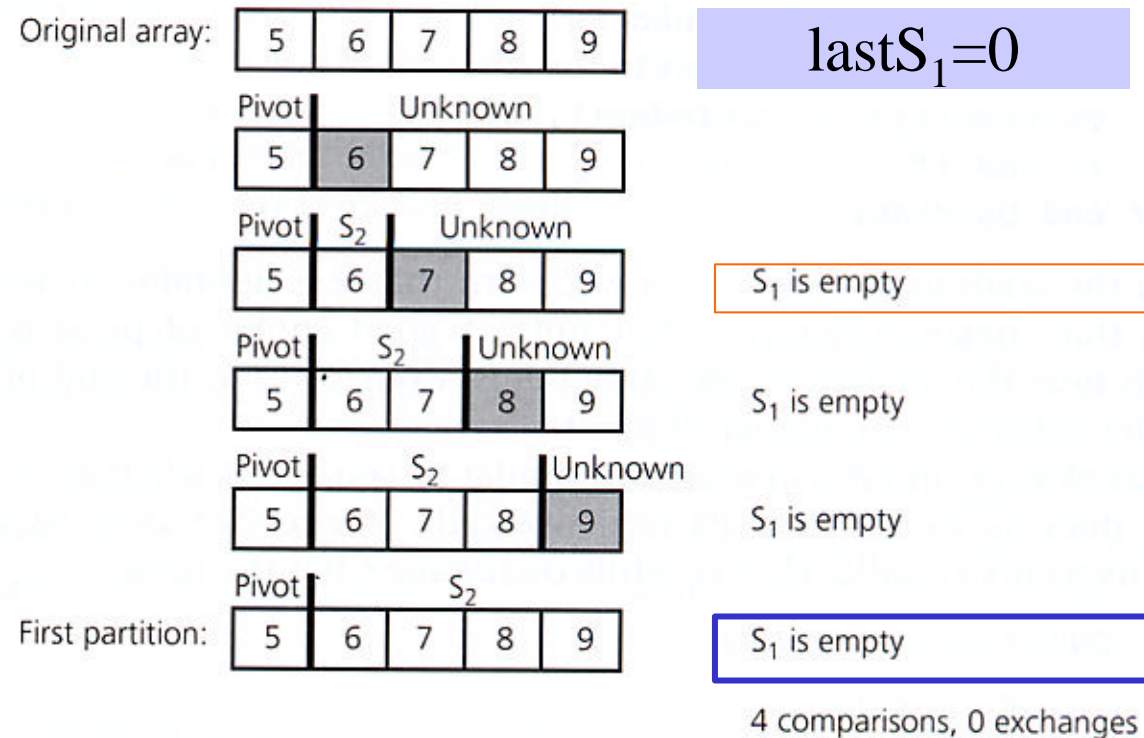 Original array: 5 6 7 8 9 lastS₁=0
Pivot Unknown
5 6 7 8 9
Pivot S₂ Unknown
5 6 7 8 9 S₁ is empty
Pivot S₂ Unknown
5 6 7 8 9 S₁ is empty
Pivot S₂ Unknown
5 6 7 8 9 S₁ is empty
Pivot S₂
First partition: 5 6 7 8 9 S₁ is empty
4 comparisons, 0 exchanges